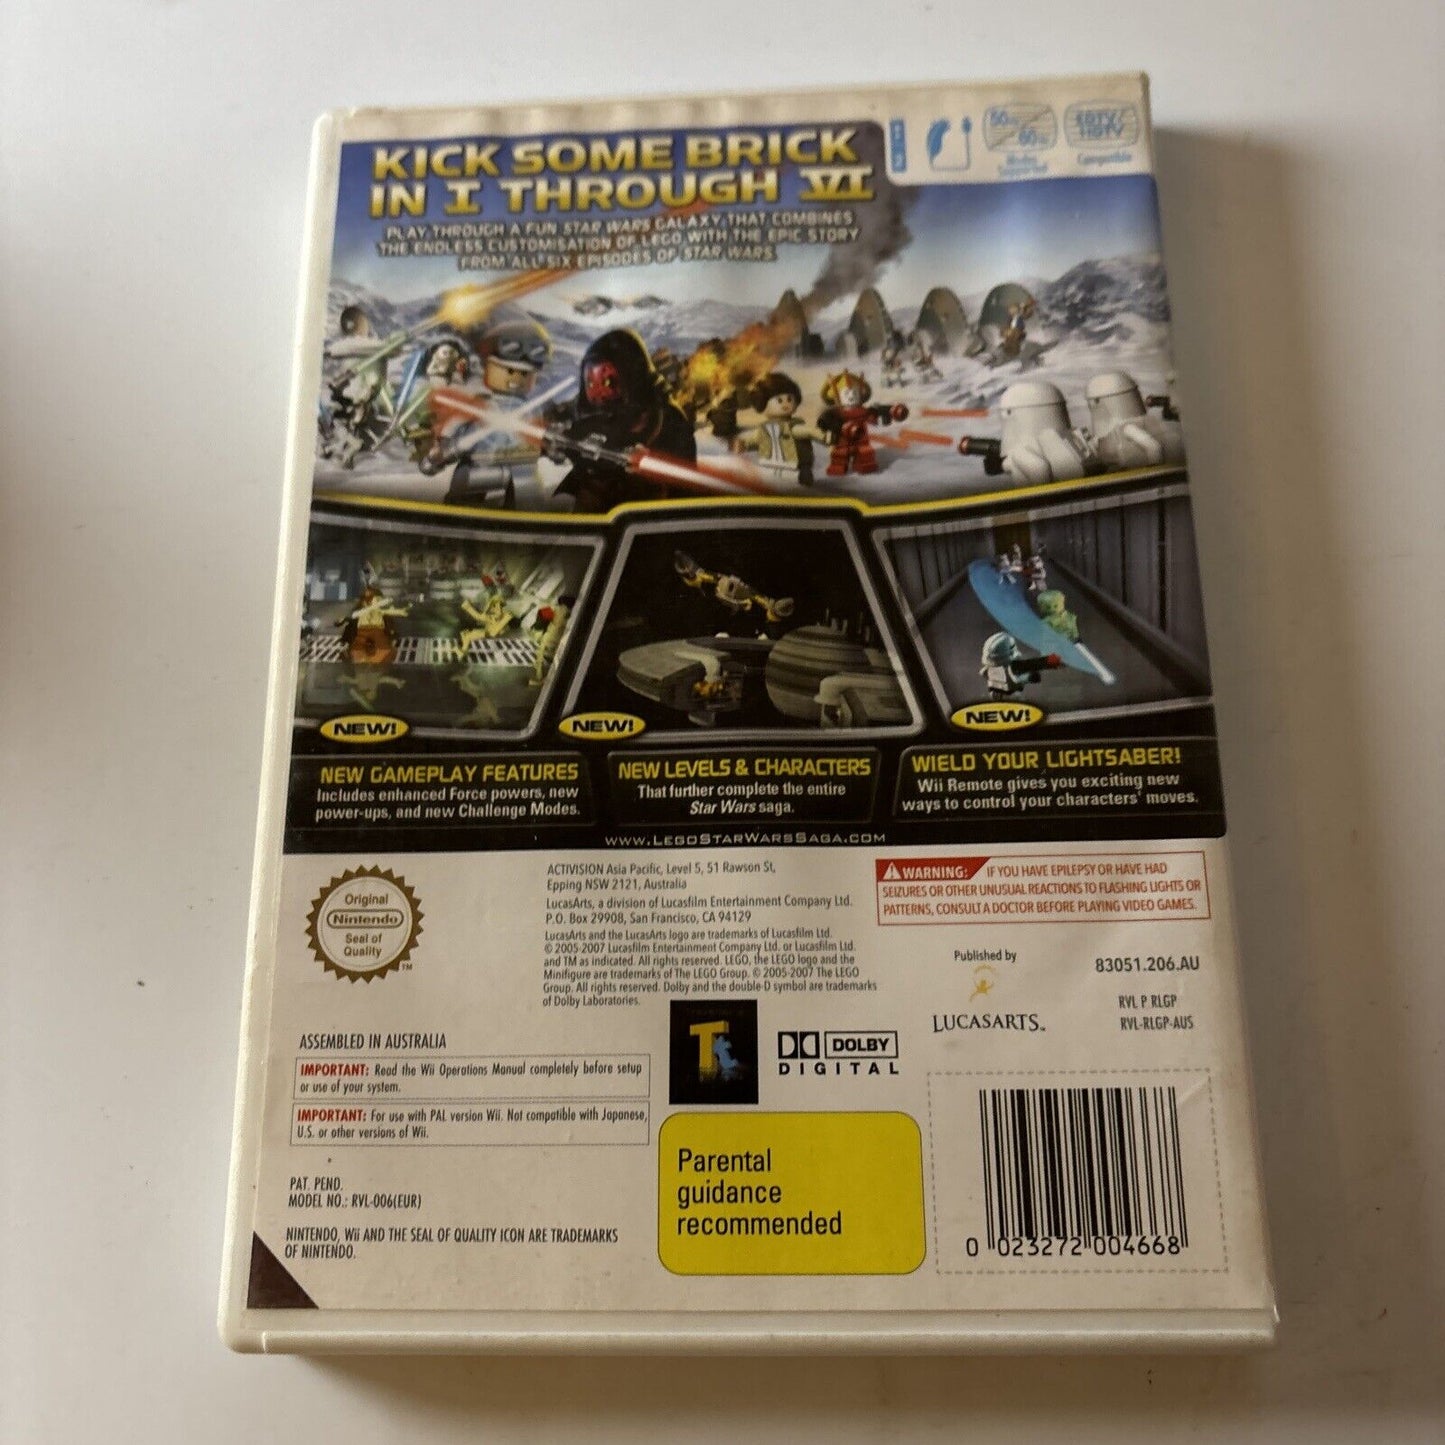 KICK SOME BRICK
IN I THROUGH VI
PLAY THROUGH A FUN STAR WARS GALAXY THAT COMBINES
THE ENDLESS CUSTOMISATION OF LEGO WITH THE EPIC STORY
FROM ALL SIX EPISODES OF STAR WARS.
50Hz
60Hz
Modes
Supported
EDTV/
HDTV
Compatible
NEW!
NEW!
NEW!
NEW GAMEPLAY FEATURES
Includes enhanced Force powers, new
power-ups, and new Challenge Modes.
NEW LEVELS & CHARACTERS
That further complete the entire
Star Wars saga.
WIELD YOUR LIGHTSABER!
Wii Remote gives you exciting new
ways to control your characters' moves.
WWW.LEGOSTARWARSSAGA.COM
Original
Nintendo
Seal of
Quality
TM
ACTIVISION Asia Pacific, Level 5, 51 Rawson St,
Epping NSW 2121, Australia
LucasArts, a division of Lucasfilm Entertainment Company Ltd.
P.O. Box 29908, San Francisco, CA 94129
LucasArts and the LucasArts logo are trademarks of Lucasfilm Ltd.
© 2005-2007 Lucasfilm Entertainment Company Ltd. or Lucasfilm Ltd.
and TM as indicated. All rights reserved. LEGO, the LEGO logo and the
Minifigure are trademarks of The LEGO Group. © 2005-2007 The LEGO
Group. All rights reserved. Dolby and the double-D symbol are trademarks
of Dolby Laboratories.
WARNING: IF YOU HAVE EPILEPSY OR HAVE HAD
SEIZURES OR OTHER UNUSUAL REACTIONS TO FLASHING LIGHTS OR
PATTERNS, CONSULT A DOCTOR BEFORE PLAYING VIDEO GAMES.
Published by
LUCASARTS™
83051.206.AU
RVL P RLGP
RVL-RLGP-AUS
ASSEMBLED IN AUSTRALIA
IMPORTANT: Read the Wii Operations Manual completely before setup
or use of your system.
IMPORTANT: For use with PAL version Wii. Not compatible with Japanese,
U.S. or other versions of Wii.
PAT. PEND.
MODEL NO.: RVL-006(EUR)
NINTENDO, Wii AND THE SEAL OF QUALITY ICON ARE TRADEMARKS
OF NINTENDO.
T
DOLBY
DIGITAL
Parental
guidance
recommended
0 023272 004668